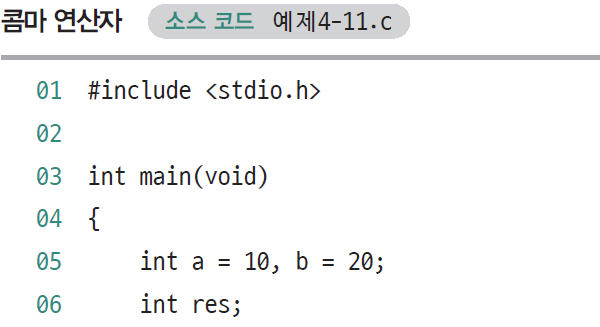 콤마 연산자 소스 코드 예제4-11.c
01 #include <stdio.h>
02
03 int main(void)
04 {
05 int a = 10, b = 20;
06 int res;